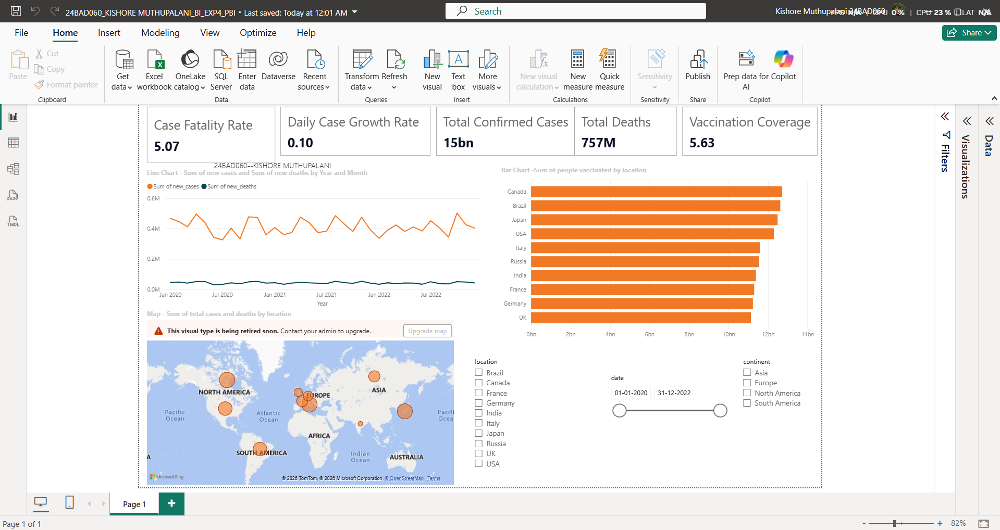 24BAD060_KISHORE MUTHUPALANI_BI_EXP4_PBI • Last saved: Today at 12:01 AM
Search
Kishore Muthupalani 24BAD060
GPU 0% | CPU 23 % LAT N/A
File Home Insert Modeling View Optimize Help
Share
Paste
Cut
Copy
Format painter
Clipboard
Get data
Excel workbook
OneLake catalog
SQL Server
Enter data
Dataverse
Recent sources
Data
Transform data
Refresh
Queries
New visual
Text box
More visuals
Insert
New visual calculation
New measure
Quick measure
Calculations
Sensitivity
Sensitivity
Publish
Share
Prep data for AI
Copilot
Copilot
DAX
TMDL
Case Fatality Rate
5.07
Daily Case Growth Rate
0.10
Total Confirmed Cases
15bn
Total Deaths
757M
Vaccination Coverage
5.63
24BAD060--KISHORE MUTHUPALANI
Line Chart - Sum of new cases and Sum of new deaths by Year and Month
Sum of new_cases Sum of new_deaths
0.6M
0.4M
0.2M
0.0M
Jan 2020 Jul 2020 Jan 2021 Jul 2021 Jan 2022 Jul 2022
Year
Bar Chart -Sum of people vaccinated by location
Canada
Brazil
Japan
USA
Italy
Russia
India
France
Germany
UK
0bn 2bn 4bn 6bn 8bn 10bn 12bn 14bn
Map - Sum of total cases and deaths by location
This visual type is being retired soon. Contact your admin to upgrade.
Upgrade map
NORTH AMERICA
EUROPE
ASIA
Pacific Ocean
Atlantic Ocean
Pacifi
Ocea
AFRICA
SOUTH AMERICA
Indian Ocean
AUSTRALIA
A
Microsoft Bing
© 2026 TomTom, © 2026 Microsoft Corporation, © OpenStreetMap Terms
location
Brazil
Canada
France
Germany
India
Italy
Japan
Russia
UK
USA
date
01-01-2020 31-12-2022
continent
Asia
Europe
North America
South America
Filters
Visualizations
Data
Page 1
+
Page 1 of 1
- + 82%